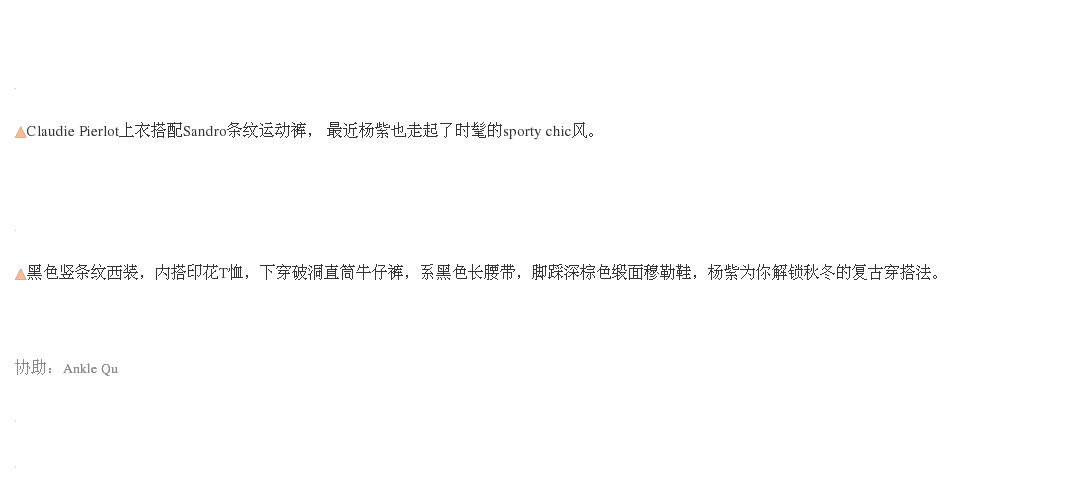 ▲Claudie Pierlot上衣搭配Sandro条纹运动裤， 最近杨紫也走起了时髦的sporty chic风。
▲黑色竖条纹西装，内搭印花T恤，下穿破洞直筒牛仔裤，系黑色长腰带，脚踩深棕色缎面穆勒鞋，杨紫为你解锁秋冬的复古穿搭法。
协助：Ankle Qu